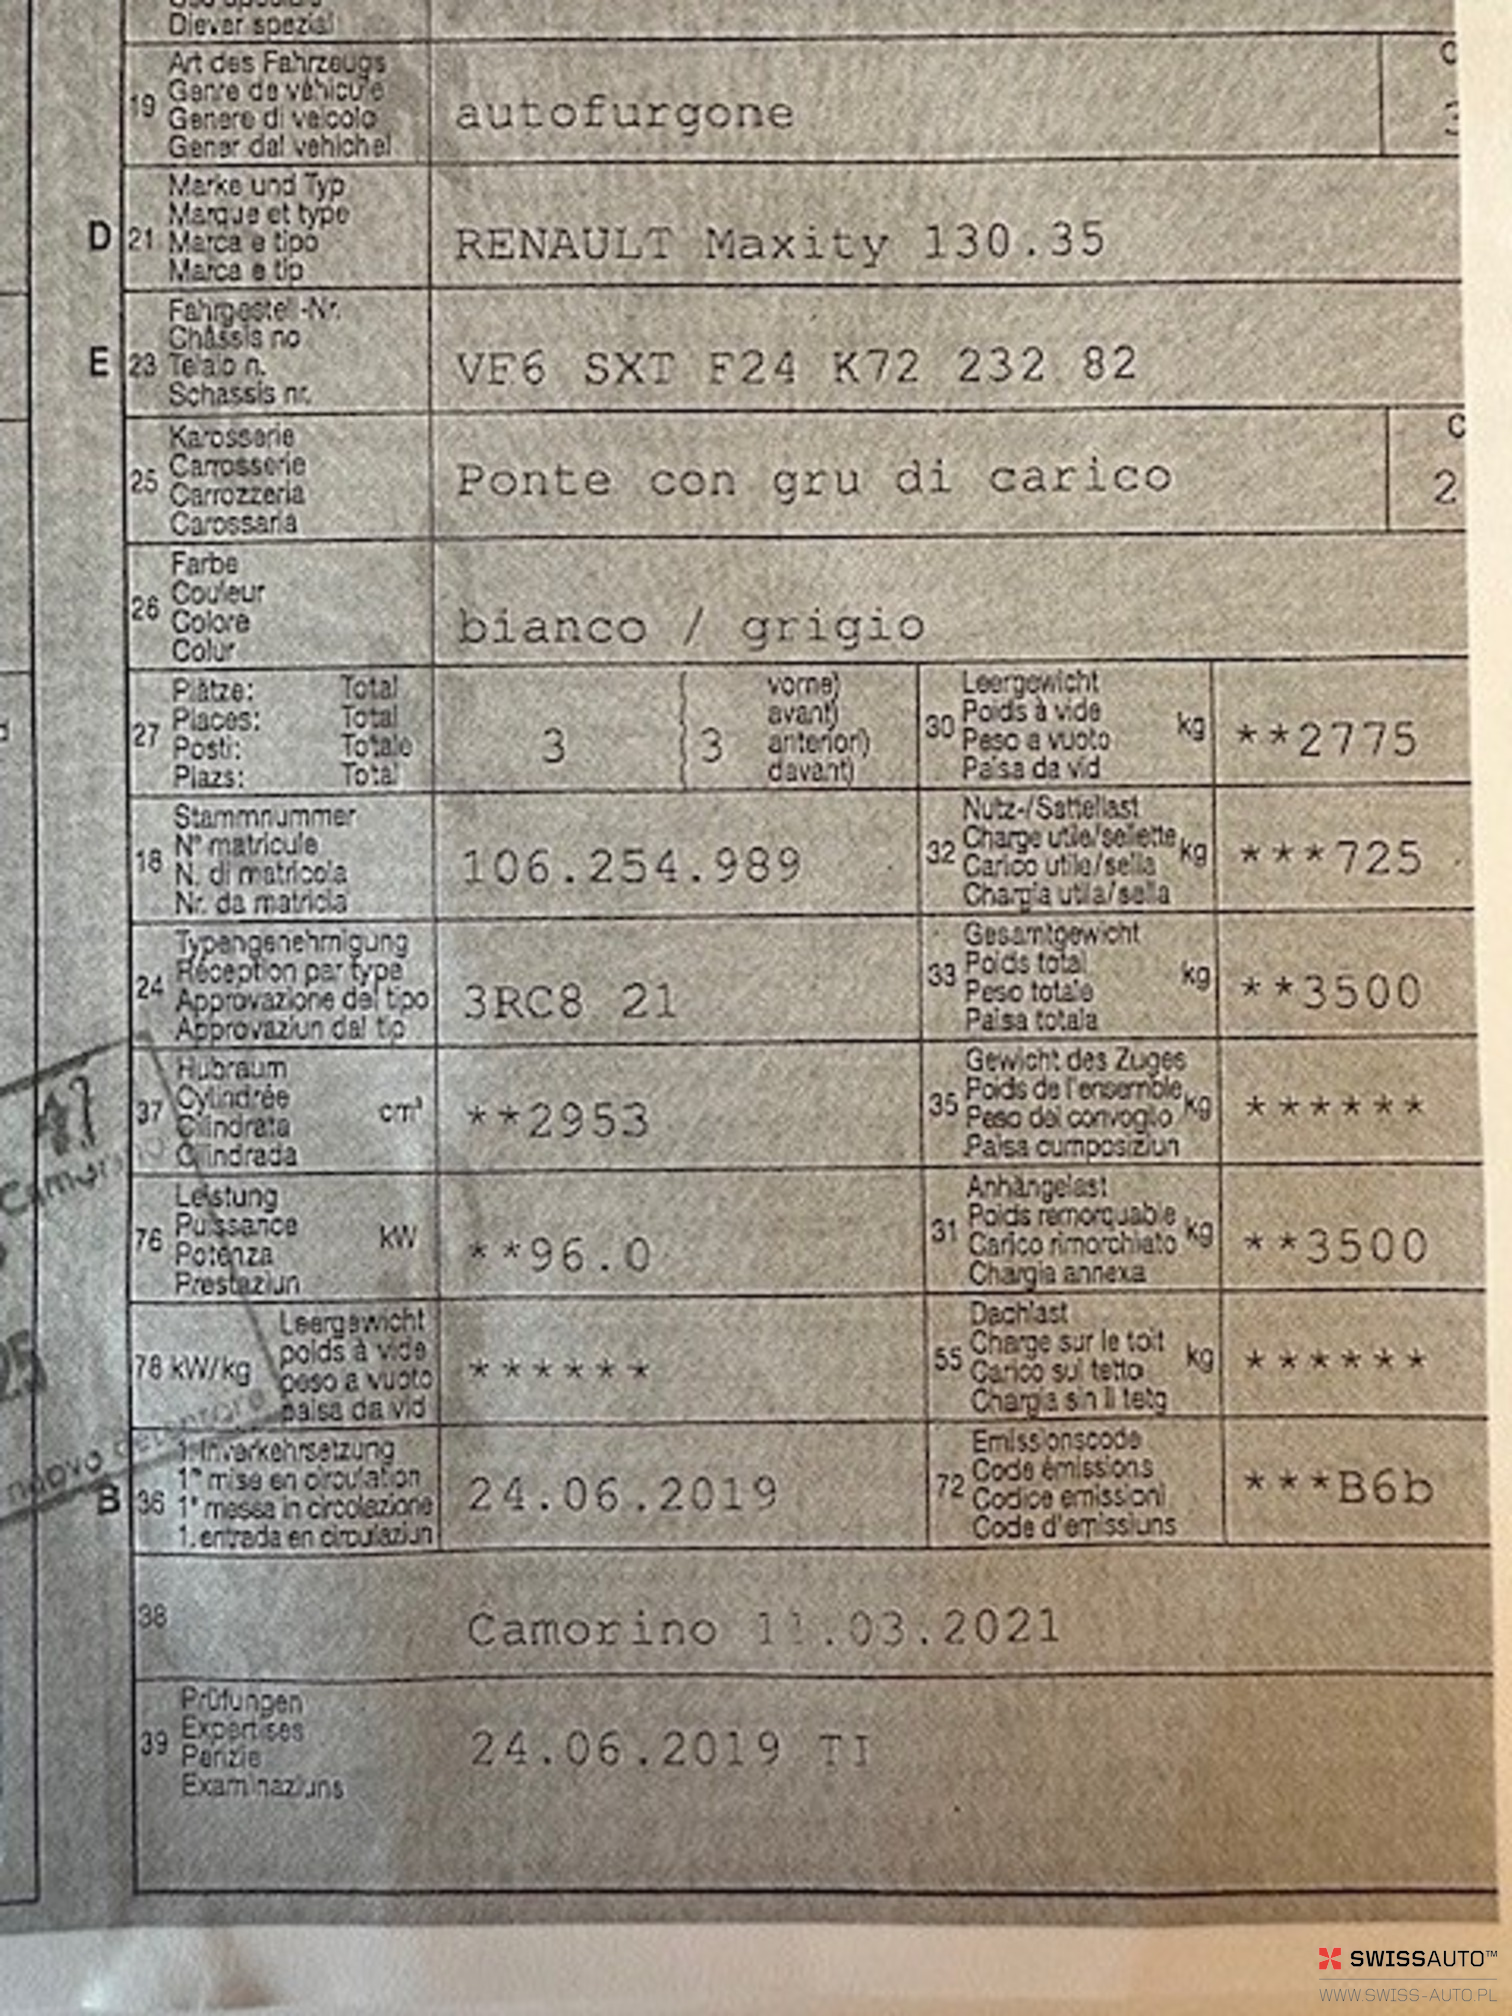 Diever spezial
Art des Fahrzeugs
Genre de véhicule
19 Genere di veicolo
Gener dal vehichel
autofurgone
Marke und Typ
Marque et type
D 21 Marca e tipo
Marca e tip
RENAULT Maxity 130.35
Fahrgestell-Nr.
Châssis no
E 23 Telaio n.
Schassis nr.
VF6 SXT F24 K72 232 82
Karosserie
Carrosserie
25 Carrozzeria
Carossaria
Ponte con gru di carico
2
Farbe
Couleur
26 Colore
Colur
bianco / grigio
Plätze: Total
Places: Total
27 Posti: Totale
Plazs: Total
3 3
vorne)
avant)
anteriori)
davant)
Leergewicht
Poids à vide
30 Peso a vuoto kg
Paisa da vid
**2775
Stammnummer
N° matricule
18 N. di matricola
Nr. da matricla
106.254.989
Nutz-/Sattellast
32 Charge utile/sellette kg
Carico utile/sella
Chargia utila/sella
***725
Typengenehmigung
Réception par type
24 Approvazione del tipo
Approvaziun dal tip
3RC8 21
Gesamtgewicht
33 Poids total kg
Peso totale
Paisa totala
**3500
Hubraum
Cylindrée
37 Cilindrata cm³
Cilindrada
**2953
Gewicht des Zuges
Poids de l'ensemble
35 Peso del convoglio kg
Paisa cumposiziun
******
Leistung
Puissance
76 Potenza kW
Prestaziun
**96.0
Anhängelast
Poids remorquable
31 Carico rimorchiato kg
Chargia annexa
**3500
Leergewicht
poids à vide
78 kW/kg peso a vuoto
paisa da vid
******
Dachlast
Charge sur le toit
55 Carico sul tetto kg
Chargia sin il tetg
******
1. Inverkehrsetzung
1re mise en circulation
B 36 1a messa in circolazione
1. entrada en circulaziun
24.06.2019
Emissionscode
Code émissions
72 Codice emissioni
Code d'emissiuns
***B6b
38 Camorino 11.03.2021
Prüfungen
Expertises
39 Perizie
Examinaziuns
24.06.2019 TI
nuovo detentore
SWISSAUTO™
WWW.SWISS-AUTO.PL